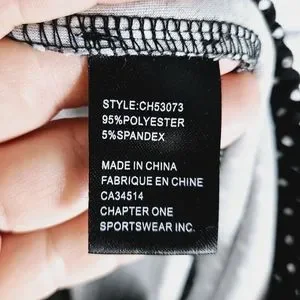 STYLE:CH53073
95%POLYESTER
5%SPANDEX
MADE IN CHINA
FABRIQUE EN CHINE
CA34514
CHAPTER ONE
SPORTSWEAR INC.